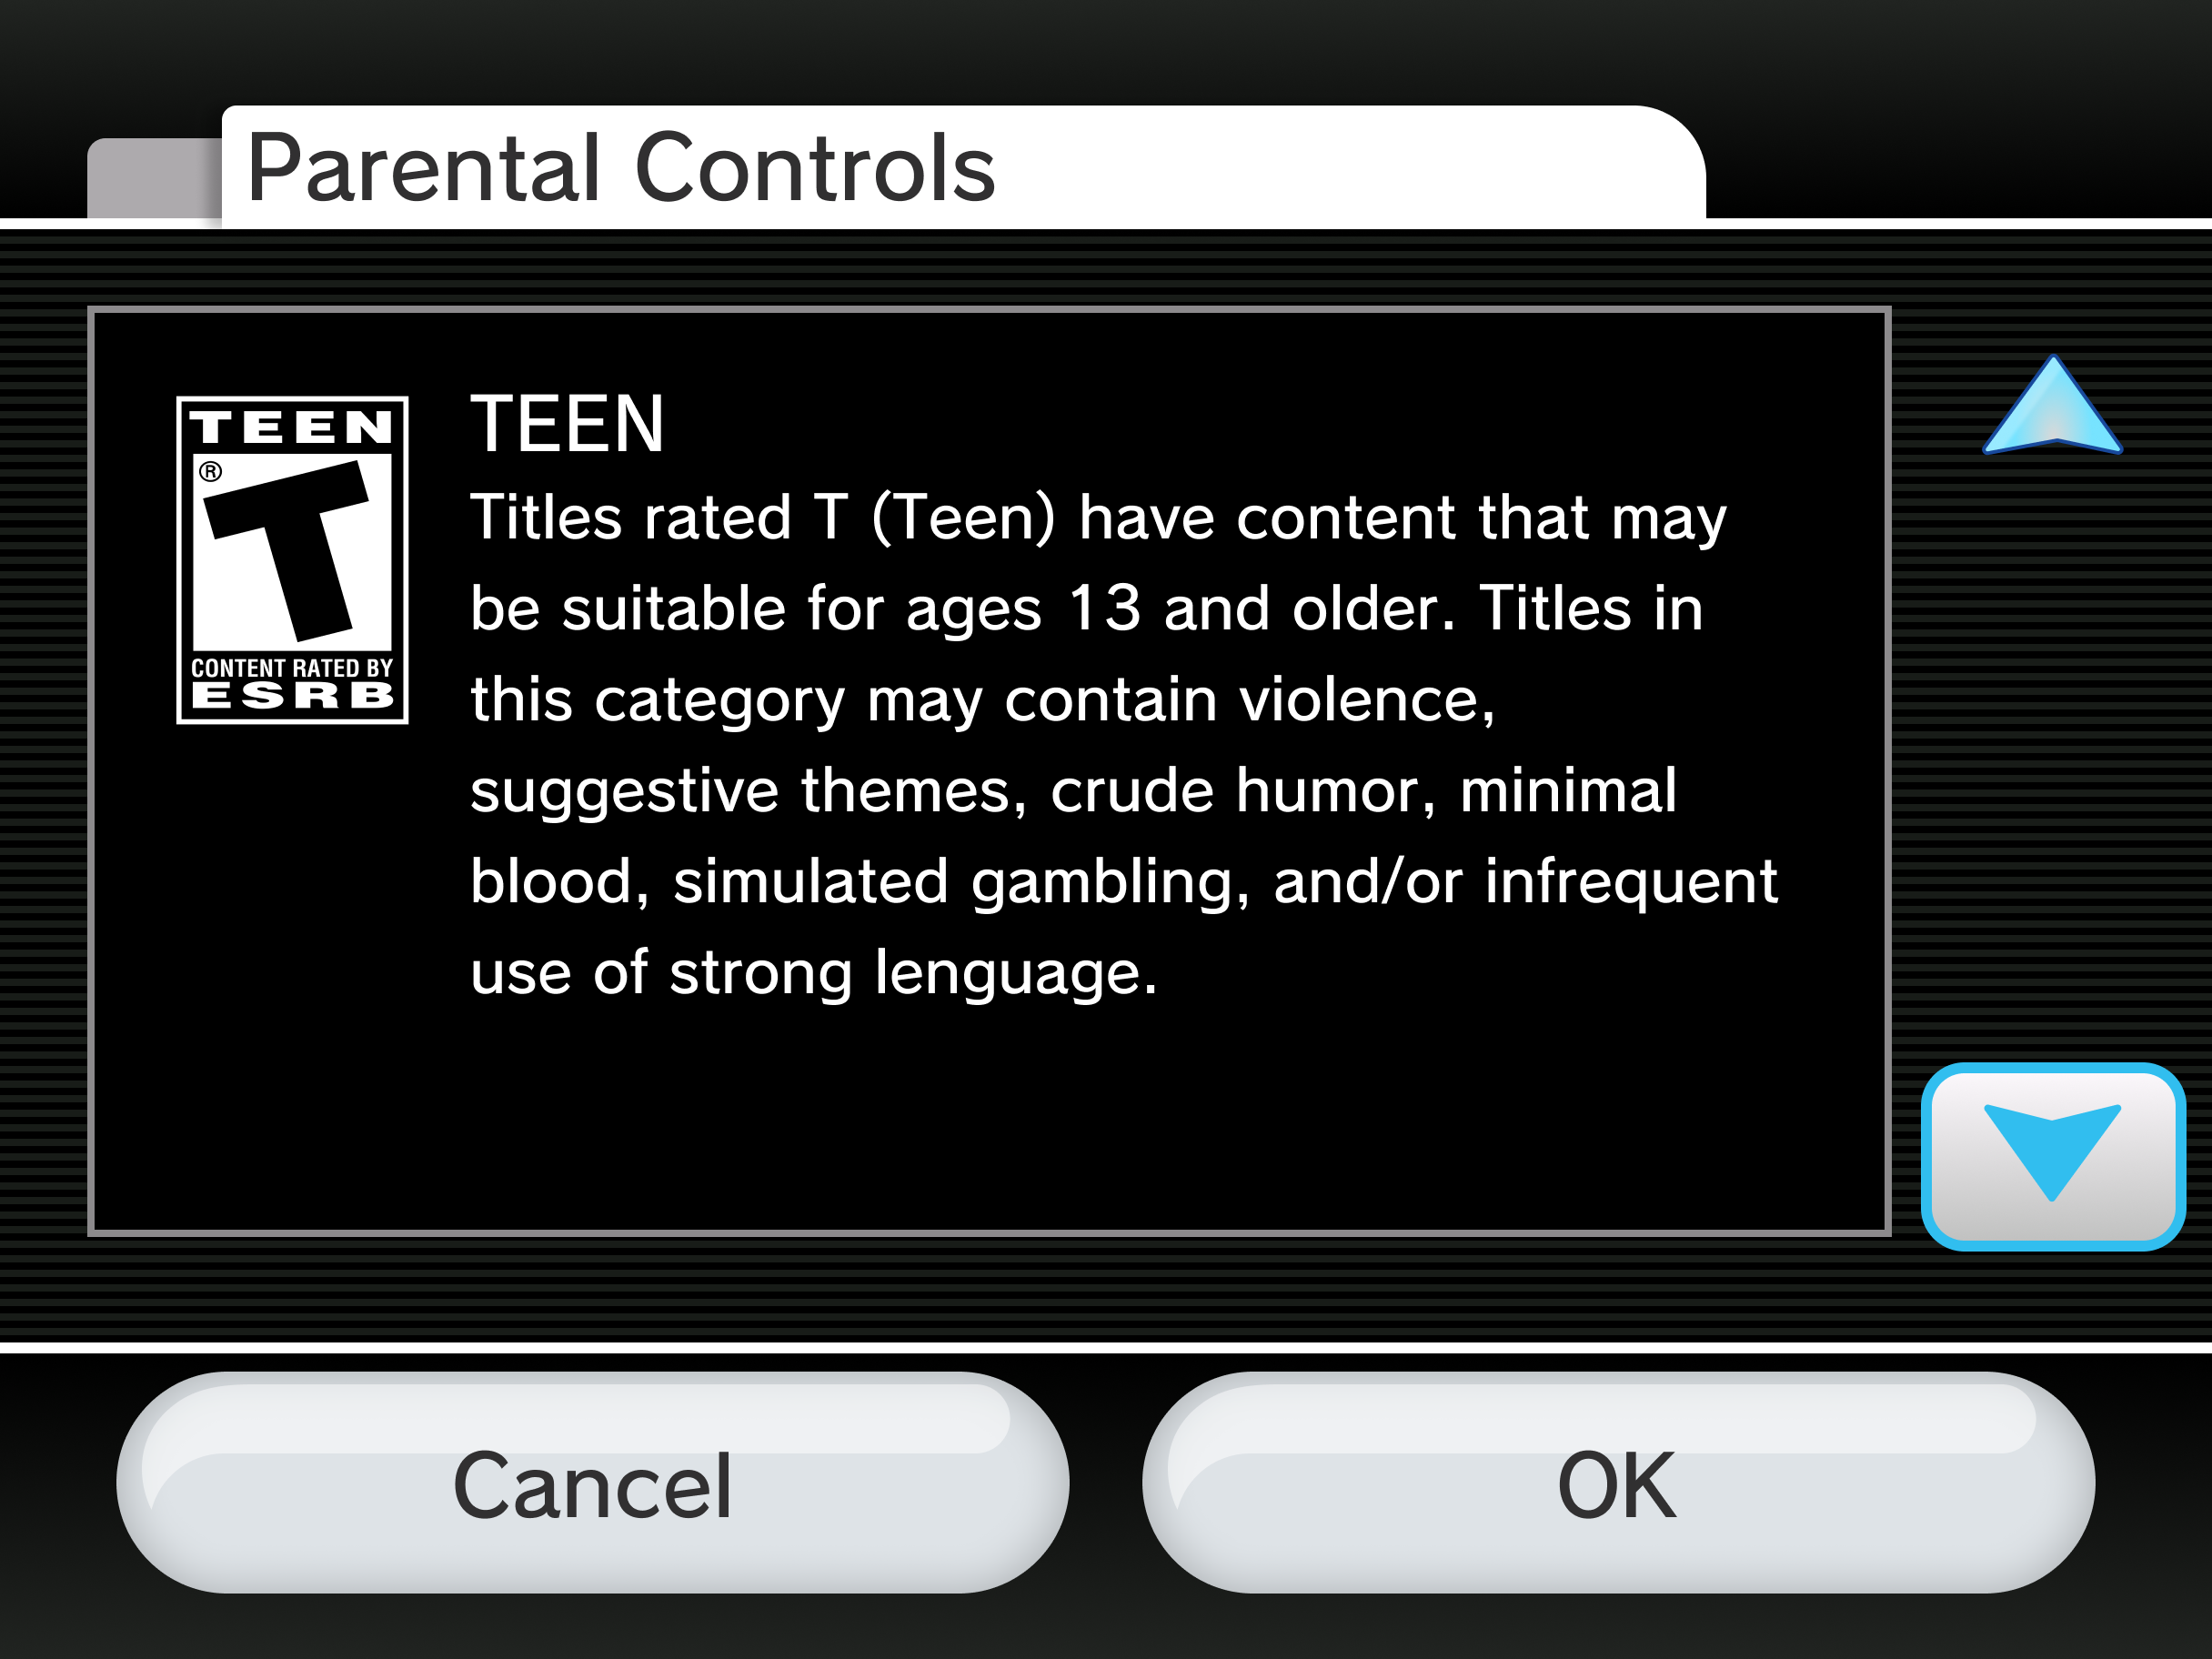 Parental Controls
TEEN
®
T
CONTENT RATED BY
ESRB
TEEN
Titles rated T (Teen) have content that may
be suitable for ages 13 and older. Titles in
this category may contain violence,
suggestive themes, crude humor, minimal
blood, simulated gambling, and/or infrequent
use of strong lenguage.
Cancel
OK